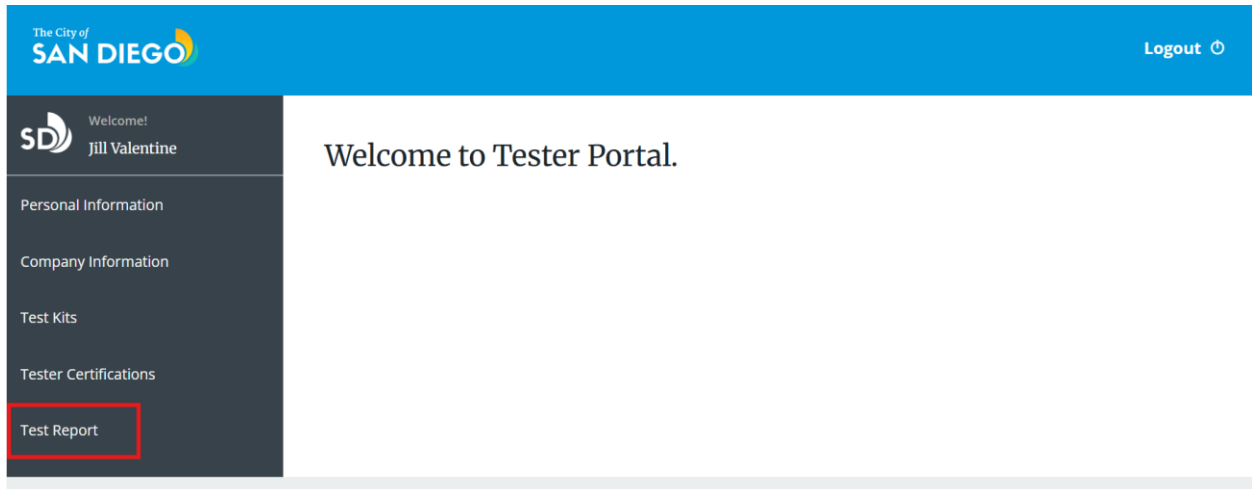 The City of
SAN DIEGO
Logout
SD
Welcome!
Jill Valentine
Welcome to Tester Portal.
Personal Information
Company Information
Test Kits
Tester Certifications
Test Report